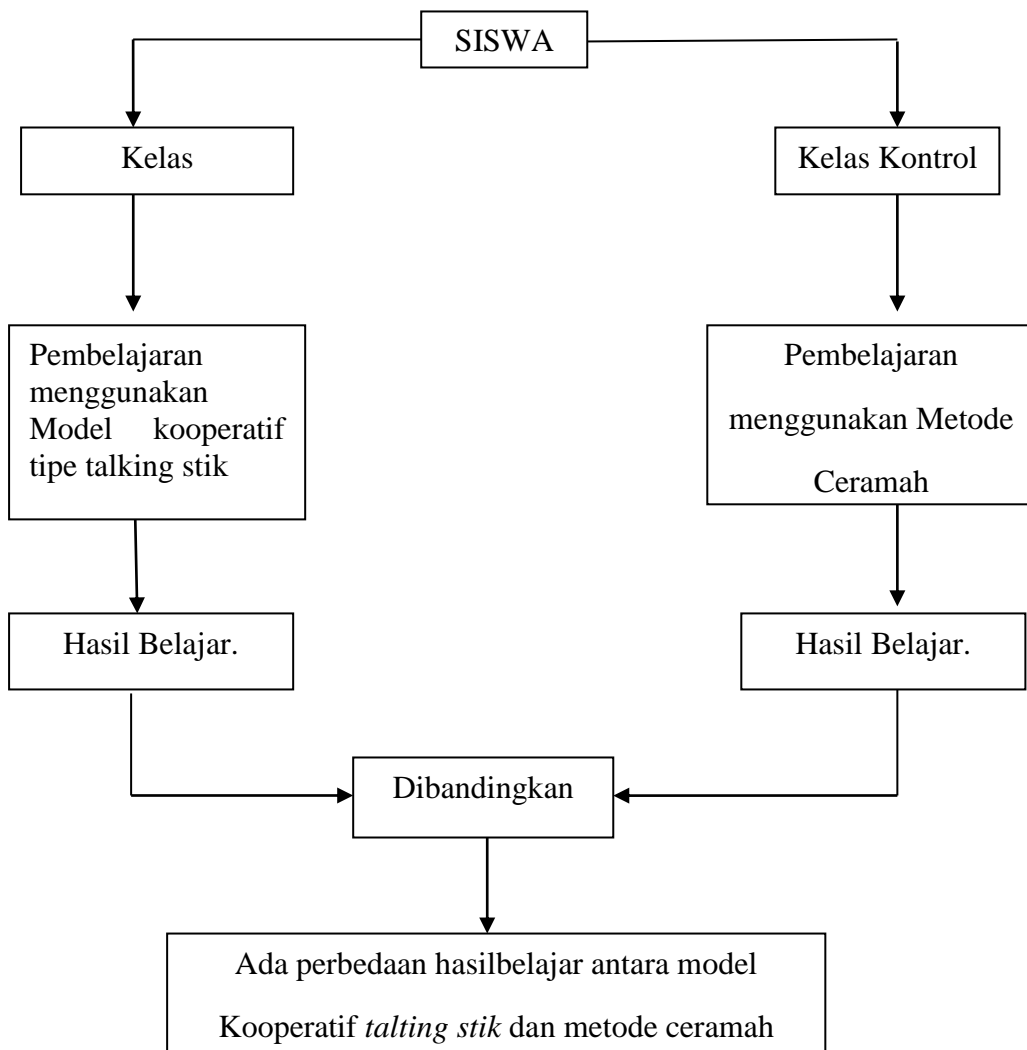 SISWA
Kelas
Kelas Kontrol
Pembelajaran
menggunakan
Model kooperatif
tipe talking stik
Pembelajaran
menggunakan Metode
Ceramah
Hasil Belajar.
Hasil Belajar.
Dibandingkan
Ada perbedaan hasilbelajar antara model
Kooperatif talting stik dan metode ceramah